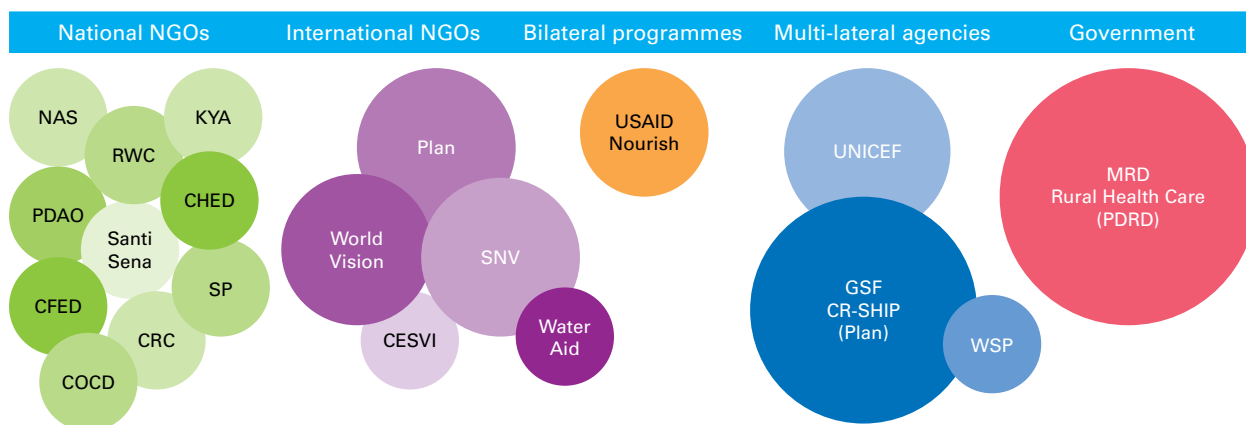 National NGOs
International NGOs
Bilateral programmes
Multi-lateral agencies
Government
NAS
KYA
RWC
CHED
PDAO
Santi
Sena
SP
CFED
CRC
COCD
Plan
World
Vision
SNV
CESVI
Water
Aid
USAID
Nourish
UNICEF
GSF
CR-SHIP
(Plan)
WSP
MRD
Rural Health Care
(PDRD)